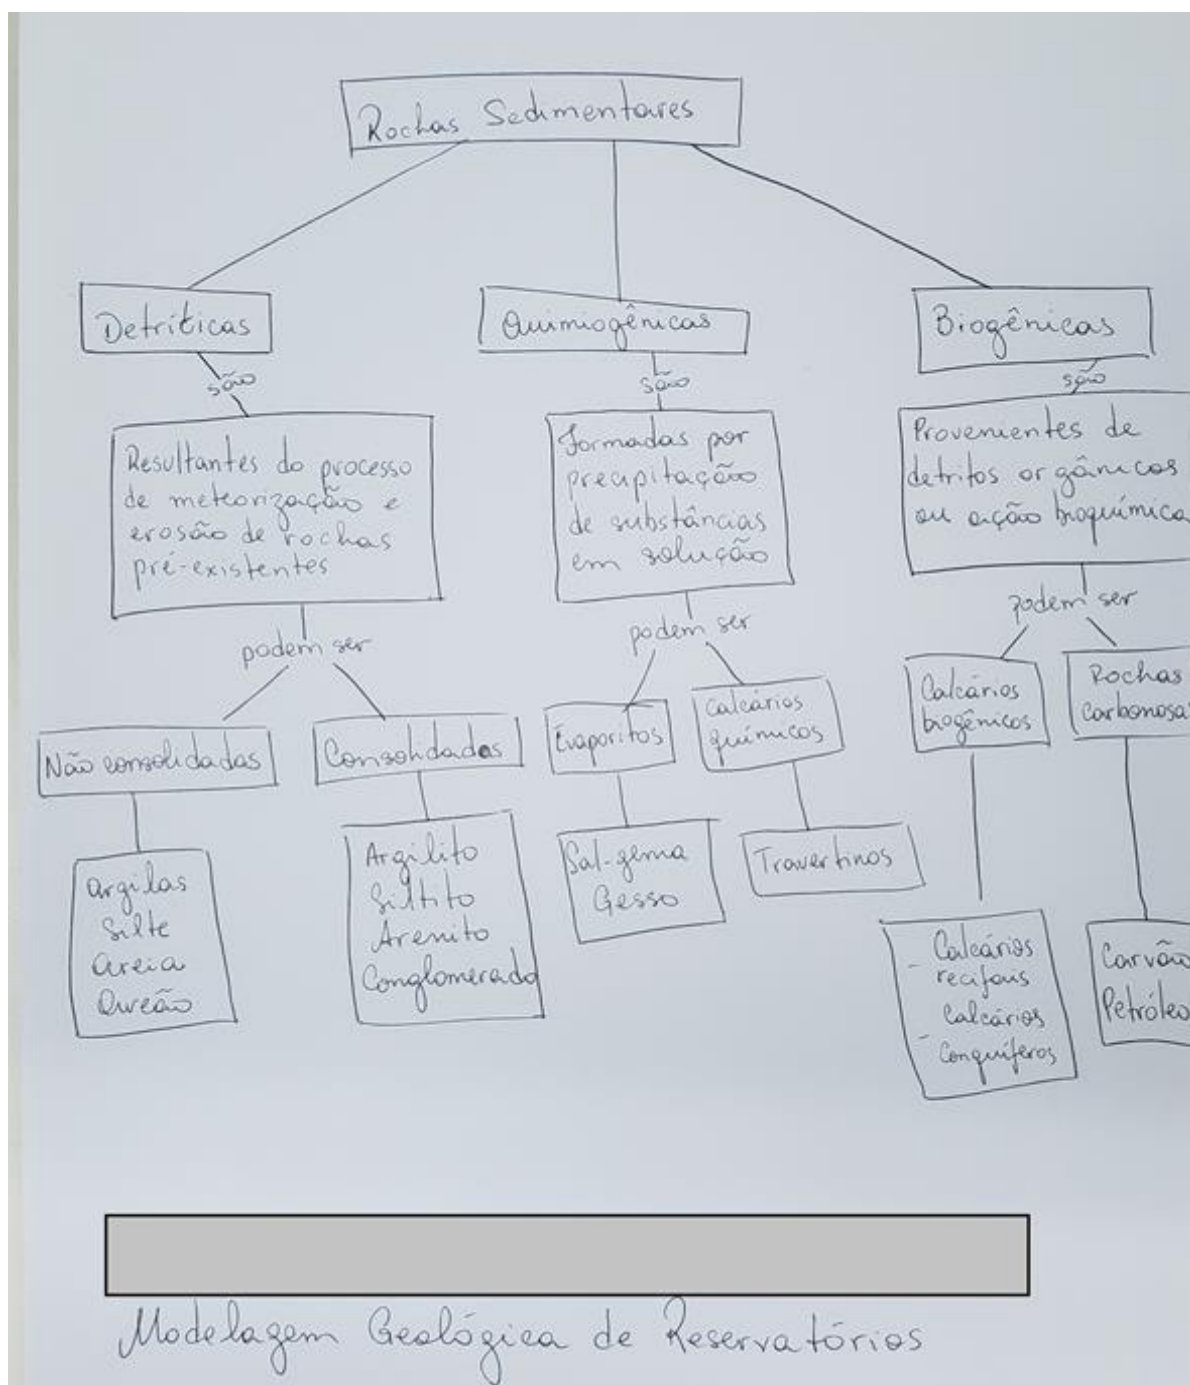 Rochas Sedimentares
Detríticas
são
Resultantes do processo
de meteorização e
erosão de rochas
pré-existentes
podem ser
Não consolidadas
Argilas
Silte
Areia
Consolidadas
Argilito
Siltito
Arenito
Conglomerado
Quimiogênicas
são
Formadas por
precipitação
de substâncias
em solução
podem ser
Evaporitos
Sal-gema
Gesso
Calcários
químicos
Travertinos
Biogênicas
são
Provenientes de
detritos orgânicos
ou ação bioquímica
podem ser
Calcários
biogênicos
- Calcários
recifais
Calcários
- Conquíferos
Rochas
Carbonosas
Carvão
Petróleo
Modelagem Geológica de Reservatórios